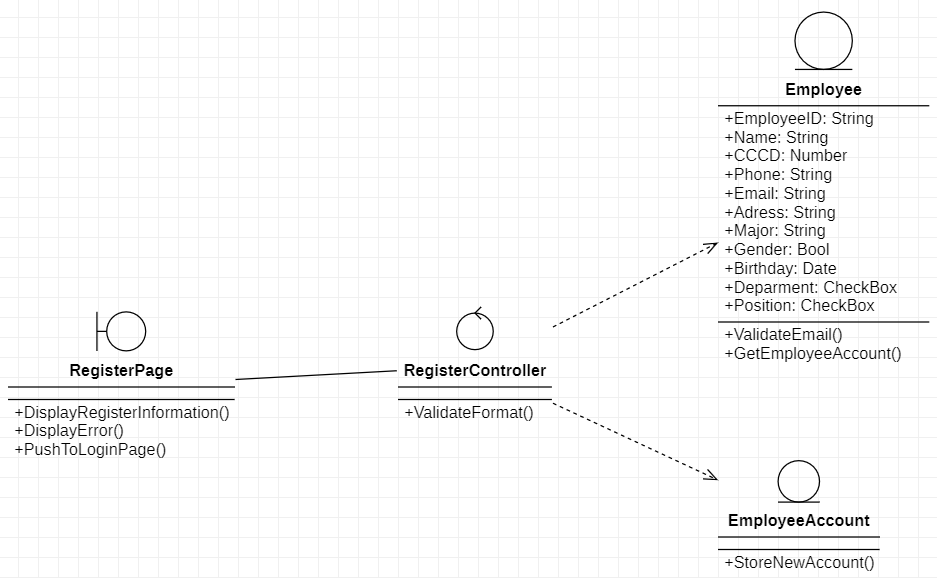 Employee
+EmployeeID: String
+Name: String
+CCCD: Number
+Phone: String
+Email: String
+Adress: String
+Major: String
+Gender: Bool
+Birthday: Date
+Deparment: CheckBox
+Position: CheckBox
+ValidateEmail()
+GetEmployeeAccount()
RegisterPage
+DisplayRegisterInformation()
+DisplayError()
+PushToLoginPage()
RegisterController
+ValidateFormat()
EmployeeAccount
+StoreNewAccount()